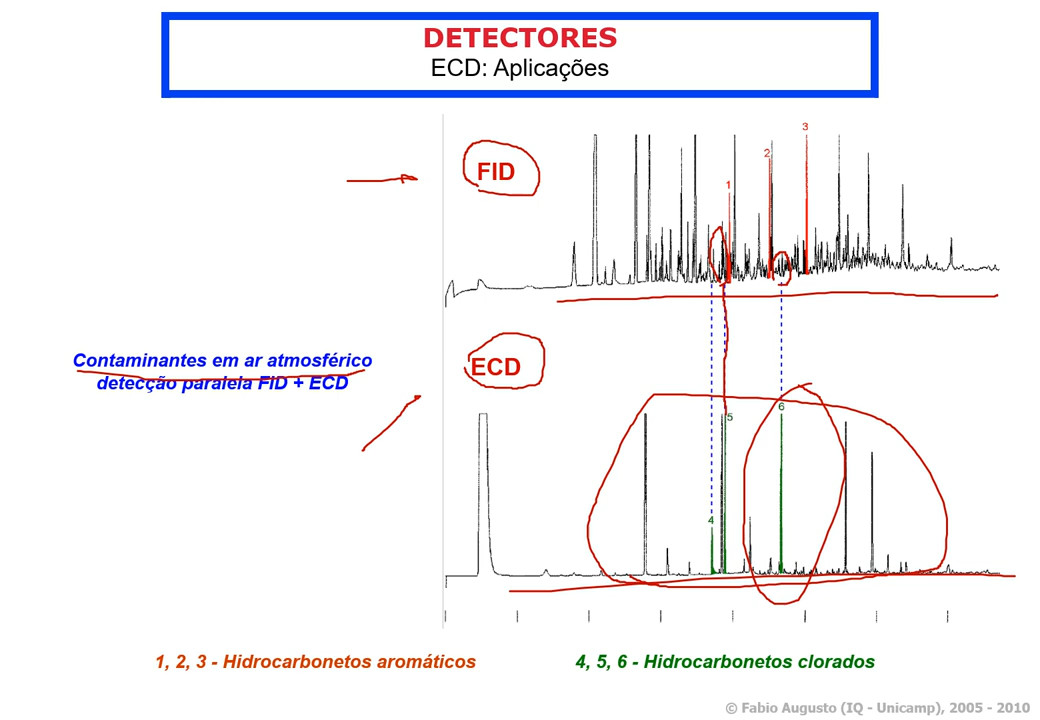 DETECTORES
ECD: Aplicações
3
2
FID
1
Contaminantes em ar atmosférico
detecção paralela FID + ECD
ECD
6
5
4
1, 2, 3 - Hidrocarbonetos aromáticos
4, 5, 6 - Hidrocarbonetos clorados
© Fabio Augusto (IQ - Unicamp), 2005 - 2010